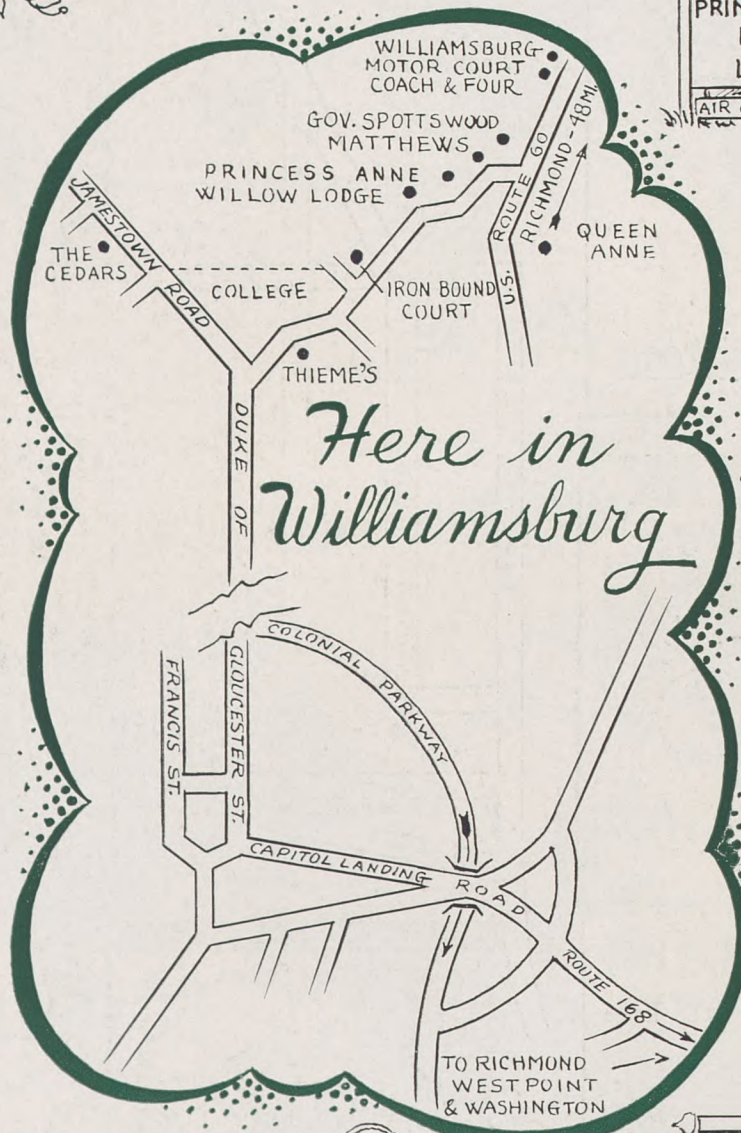 PRIN
AIR
WILLIAMSBURG
MOTOR COURT
COACH & FOUR
GOV. SPOTTSWOOD
MATTHEWS
PRINCESS ANNE
WILLOW LODGE
U.S. ROUTE 60
RICHMOND-48MI.
QUEEN
ANNE
JAMESTOWN ROAD
THE
CEDARS
COLLEGE
IRON BOUND
COURT
THIEME'S
DUKE OF
Here in
Williamsburg
COLONIAL PARKWAY
FRANCIS ST.
GLOUCESTER ST.
CAPITOL LANDING ROAD
ROUTE 168
TO RICHMOND
WEST POINT
& WASHINGTON